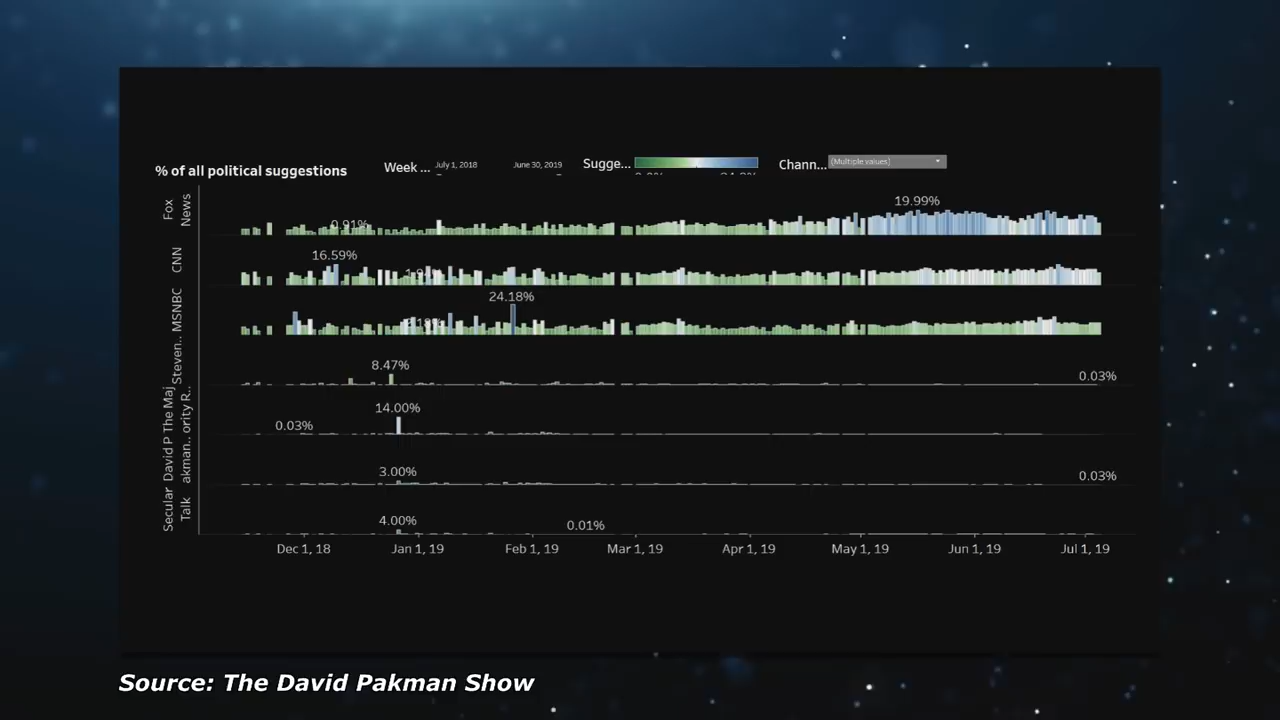 % of all political suggestions
Week ...
July 1, 2018
June 30, 2019
Sugge...
Chann...
(Multiple values)
Fox
News
19.99%
0.91%
CNN
16.59%
MSNBC
24.18%
Steven..
8.47%
0.03%
The Maj
ority R..
14.00%
0.03%
David P
akman..
3.00%
0.03%
Secular
Talk
4.00%
0.01%
Dec 1, 18
Jan 1, 19
Feb 1, 19
Mar 1, 19
Apr 1, 19
May 1, 19
Jun 1, 19
Jul 1, 19
Source: The David Pakman Show